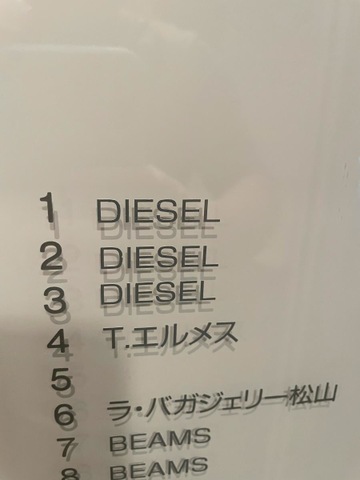 1 DIESEL
2 DIESEL
3 DIESEL
4 T.エルメス
5
6 ラ・バガジェリー松山
7 BEAMS
8 BEAMS